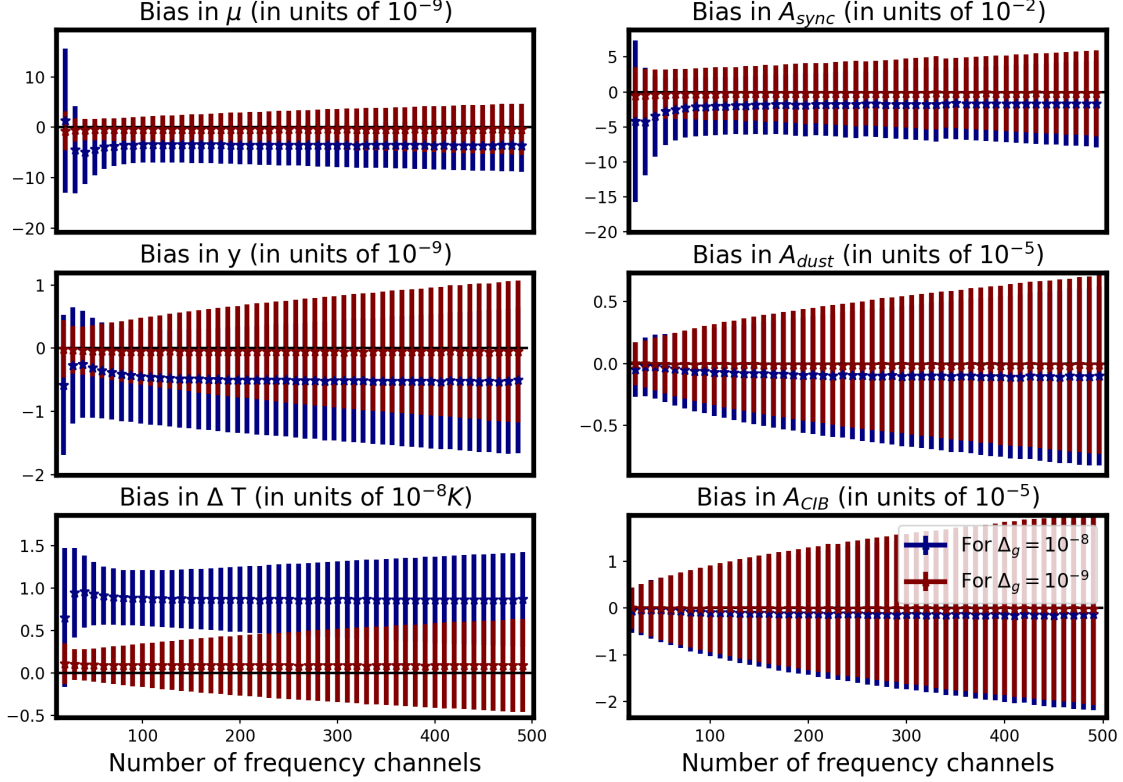 Bias in μ (in units of 10⁻⁹)
10
0
−10
−20
Bias in A_sync (in units of 10⁻²)
5
0
−5
−10
−15
−20
Bias in y (in units of 10⁻⁹)
1
0
−1
−2
Bias in A_dust (in units of 10⁻⁵)
0.5
0.0
−0.5
Bias in Δ T (in units of 10⁻⁸K)
1.5
1.0
0.5
0.0
−0.5
100 200 300 400 500
Number of frequency channels
Bias in A_CIB (in units of 10⁻⁵)
For Δ_g = 10⁻⁸
For Δ_g = 10⁻⁹
1
0
−1
−2
100 200 300 400 500
Number of frequency channels